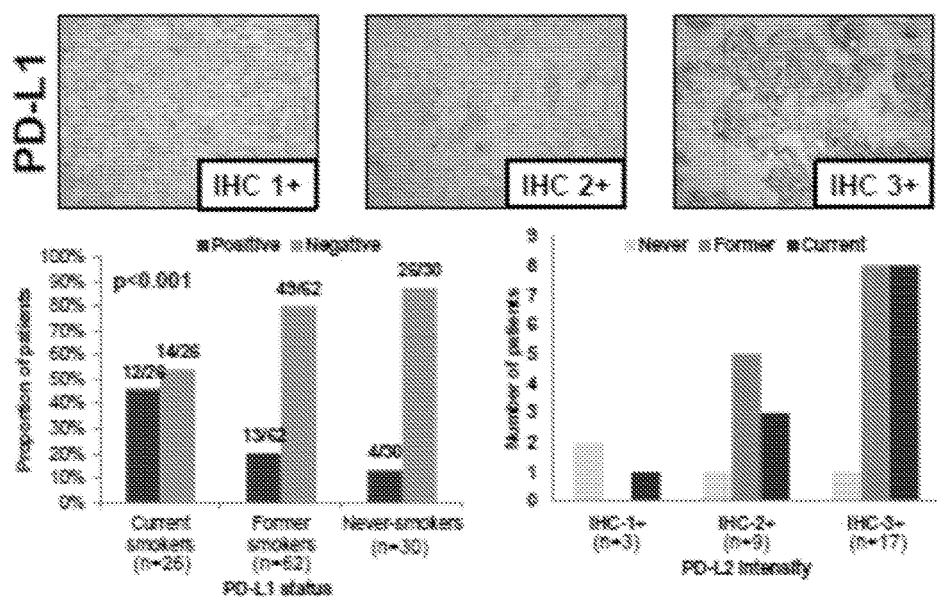 PD-L1
IHC 1+
IHC 2+
IHC 3+
Positive Negative
100%
90%
80%
70%
60%
50%
40%
30%
20%
10%
0%
Proportion of patients
p<0.001
12/26
14/26
13/62
49/62
4/30
26/30
Current smokers (n=26)
Former smokers (n=62)
Never-smokers (n=30)
PD-L1 status
Never Former Current
9
8
7
6
5
4
3
2
1
0
Number of patients
IHC-1+ (n=3)
IHC-2+ (n=9)
IHC-3+ (n=17)
PD-L2 Intensity